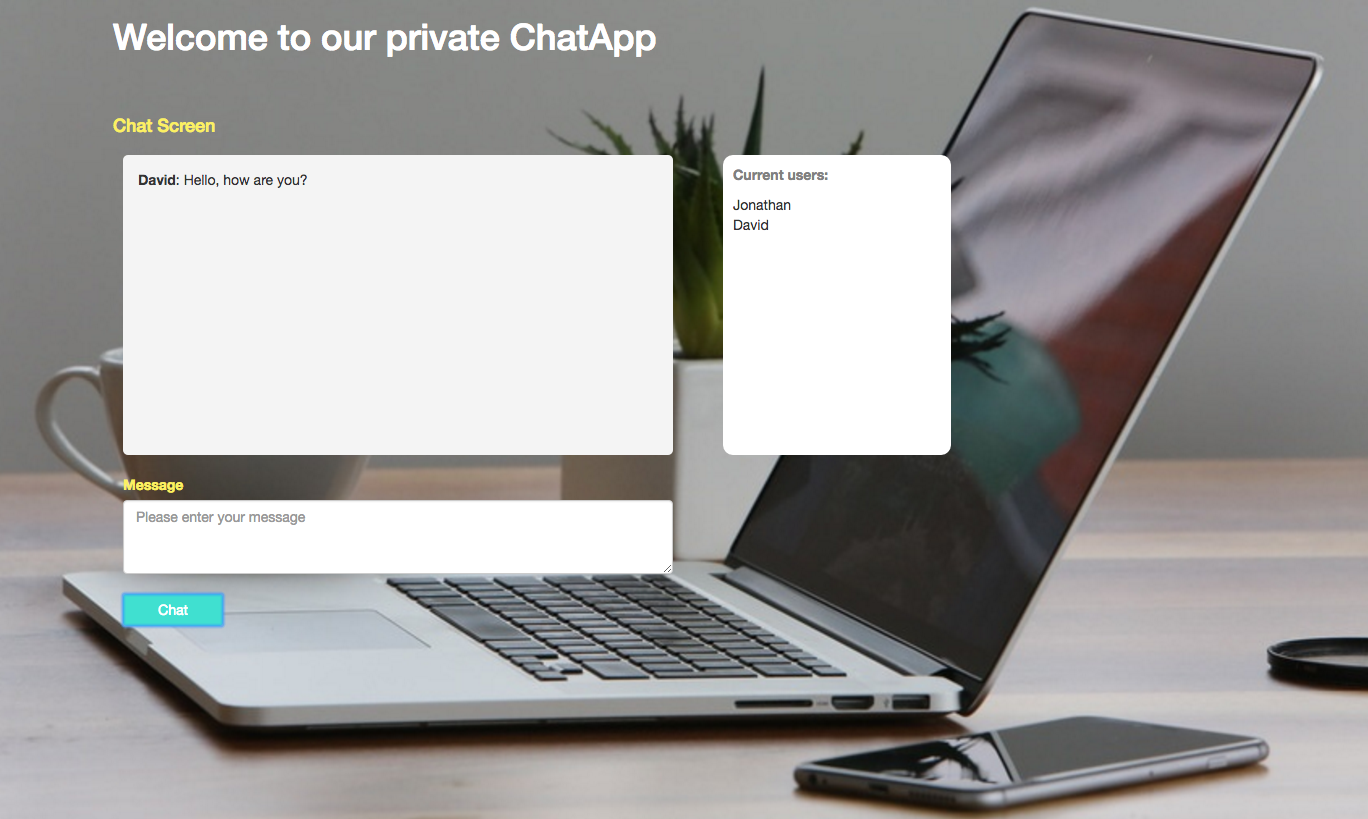 Welcome to our private ChatApp
Chat Screen
David: Hello, how are you?
Current users:
Jonathan
David
Message
Please enter your message
Chat